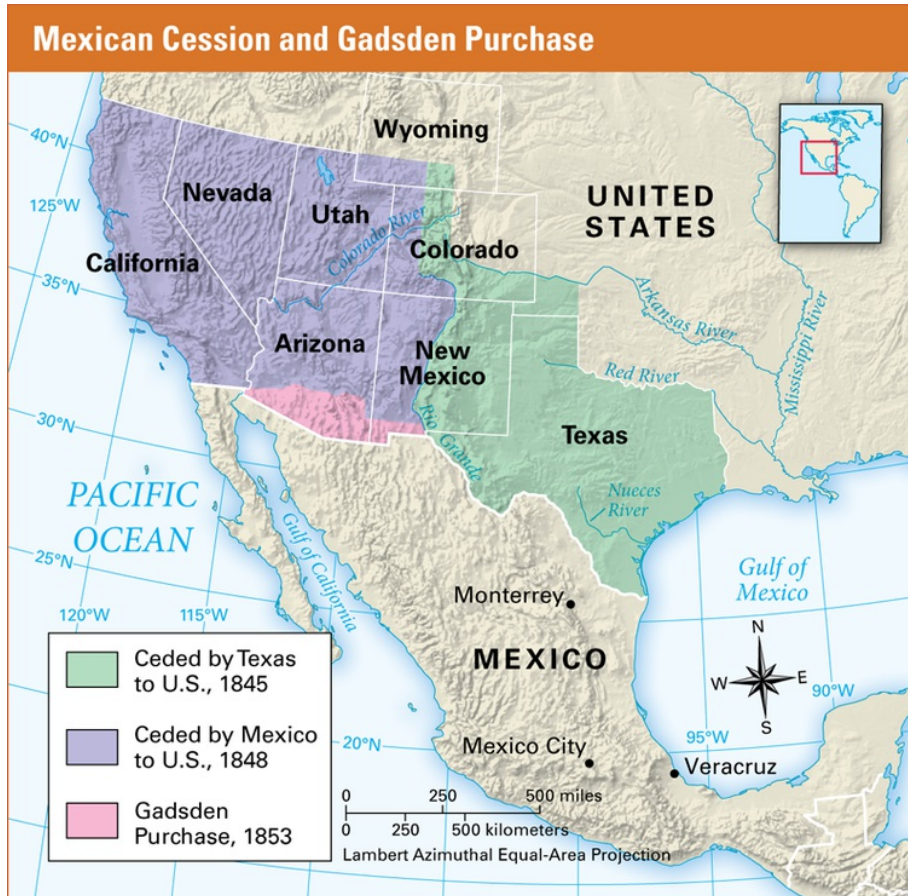 Mexican Cession and Gadsden Purchase
40°N
125°W
35°N
30°N
25°N
120°W
115°W
20°N
95°W
90°W
Wyoming
Nevada
Utah
Colorado River
Colorado
California
Arizona
New
Mexico
UNITED
STATES
Arkansas River
Mississippi River
Red River
Texas
Rio Grande
Nueces
River
PACIFIC
OCEAN
Gulf of California
Gulf of
Mexico
Monterrey
MEXICO
Mexico City
Veracruz
N
W
E
S
Ceded by Texas
to U.S., 1845
Ceded by Mexico
to U.S., 1848
Gadsden
Purchase, 1853
0 250 500 miles
0 250 500 kilometers
Lambert Azimuthal Equal-Area Projection